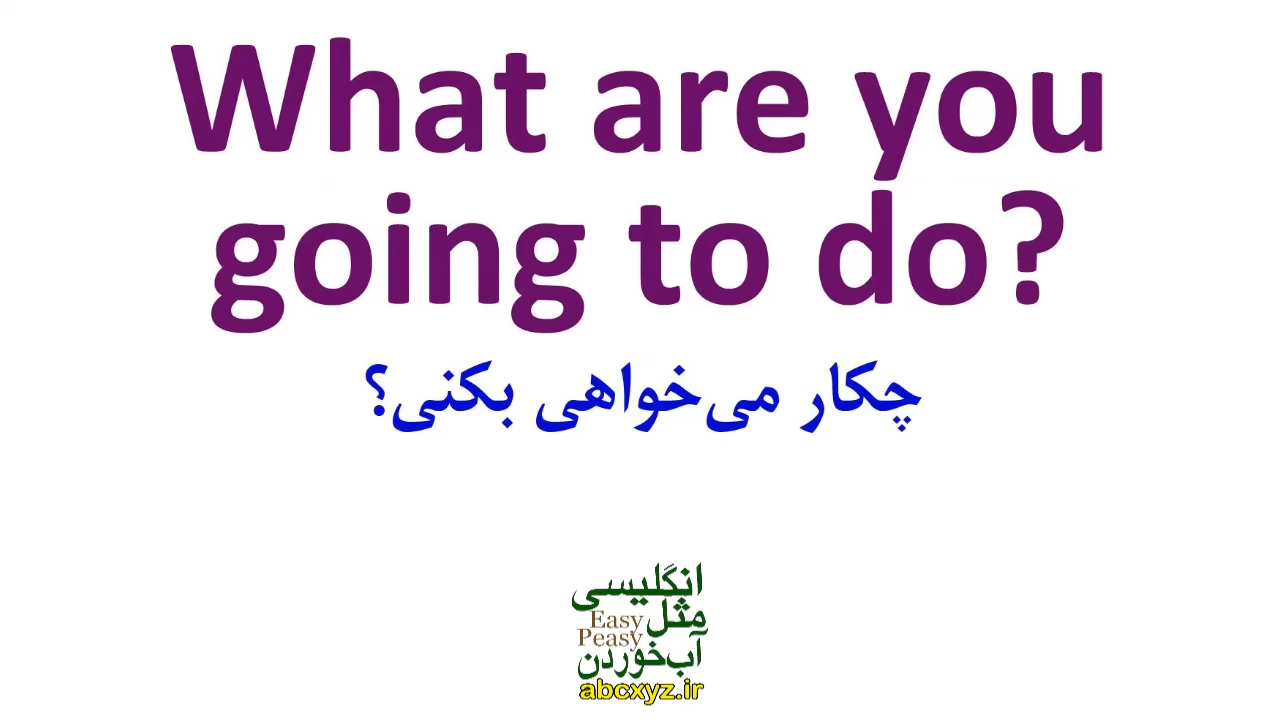 What are you
going to do?
چکار می‌خواهی بکنی؟
انگلیسی
مثل Easy
Peasy
آب‌خوردن
abcxyz.ir